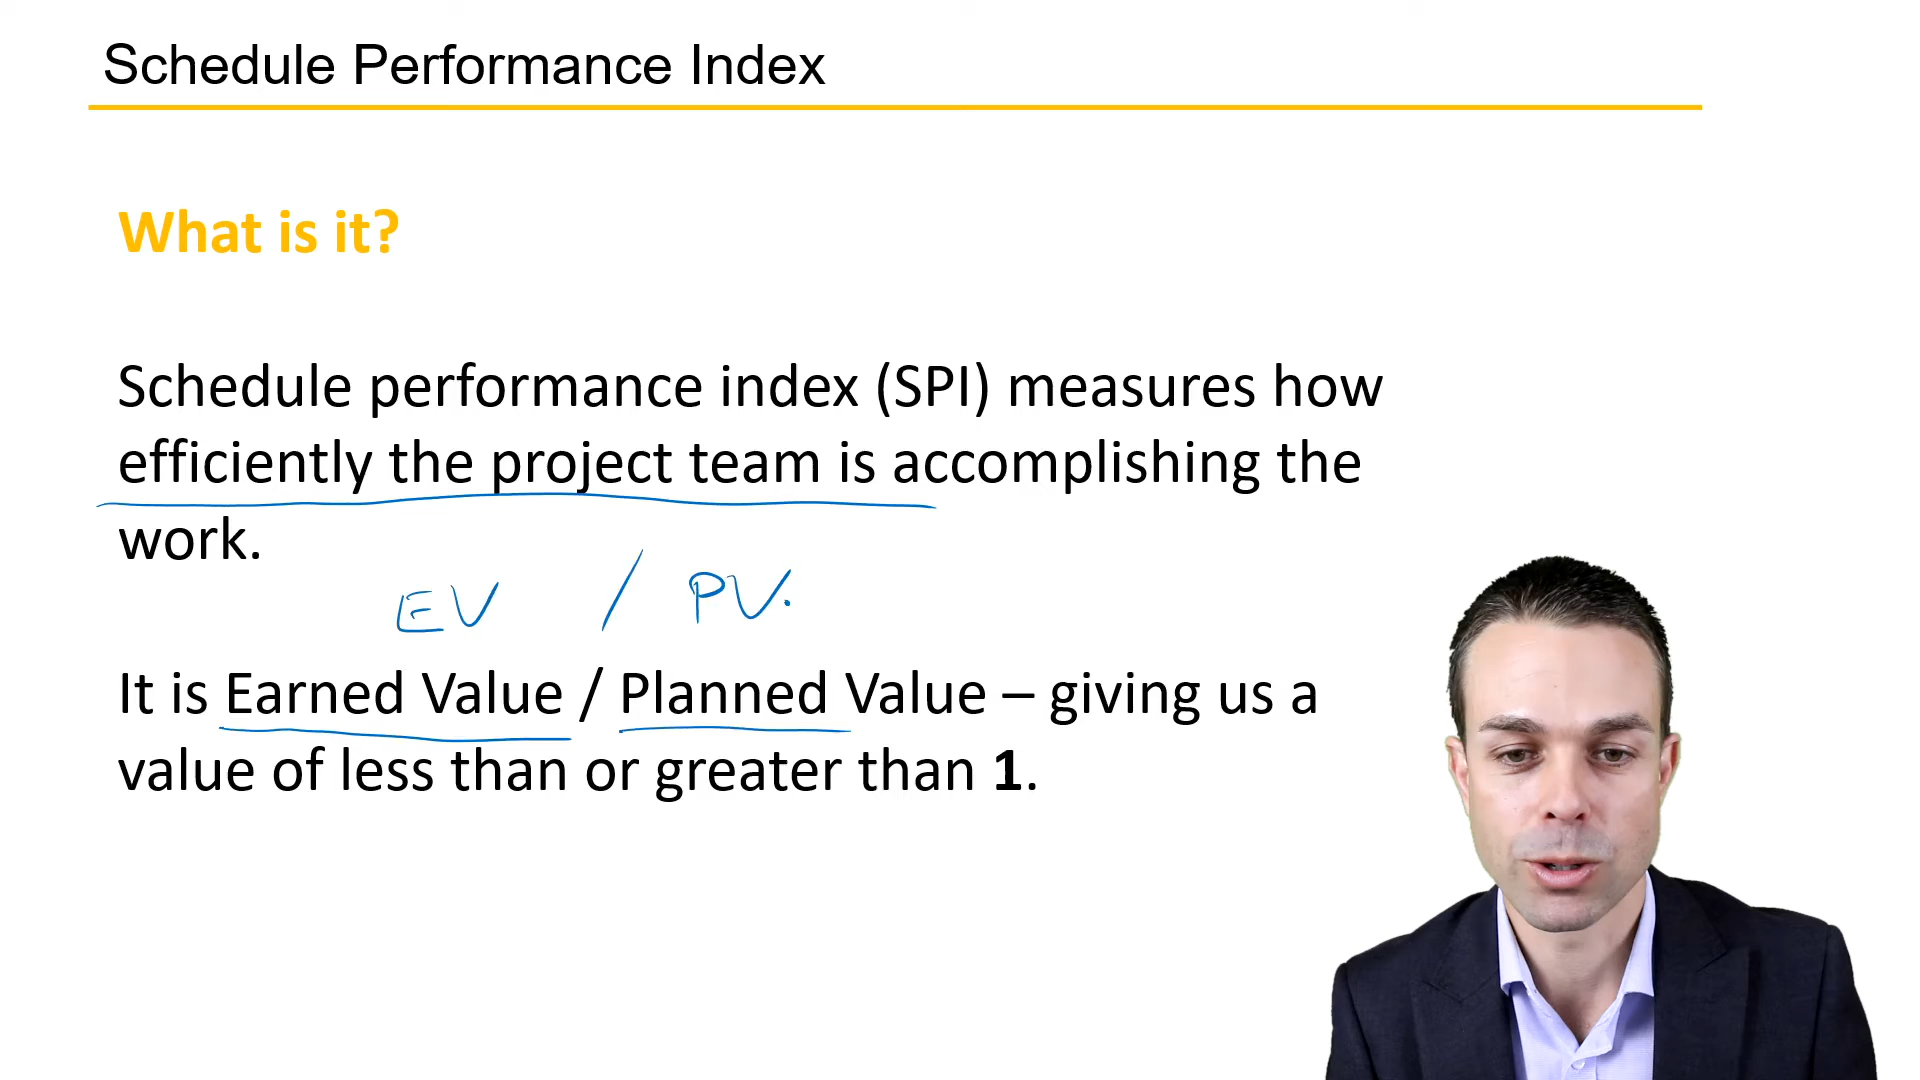 Schedule Performance Index
What is it?
Schedule performance index (SPI) measures how
efficiently the project team is accomplishing the
work.
EV / PV.
It is Earned Value / Planned Value – giving us a
value of less than or greater than 1.